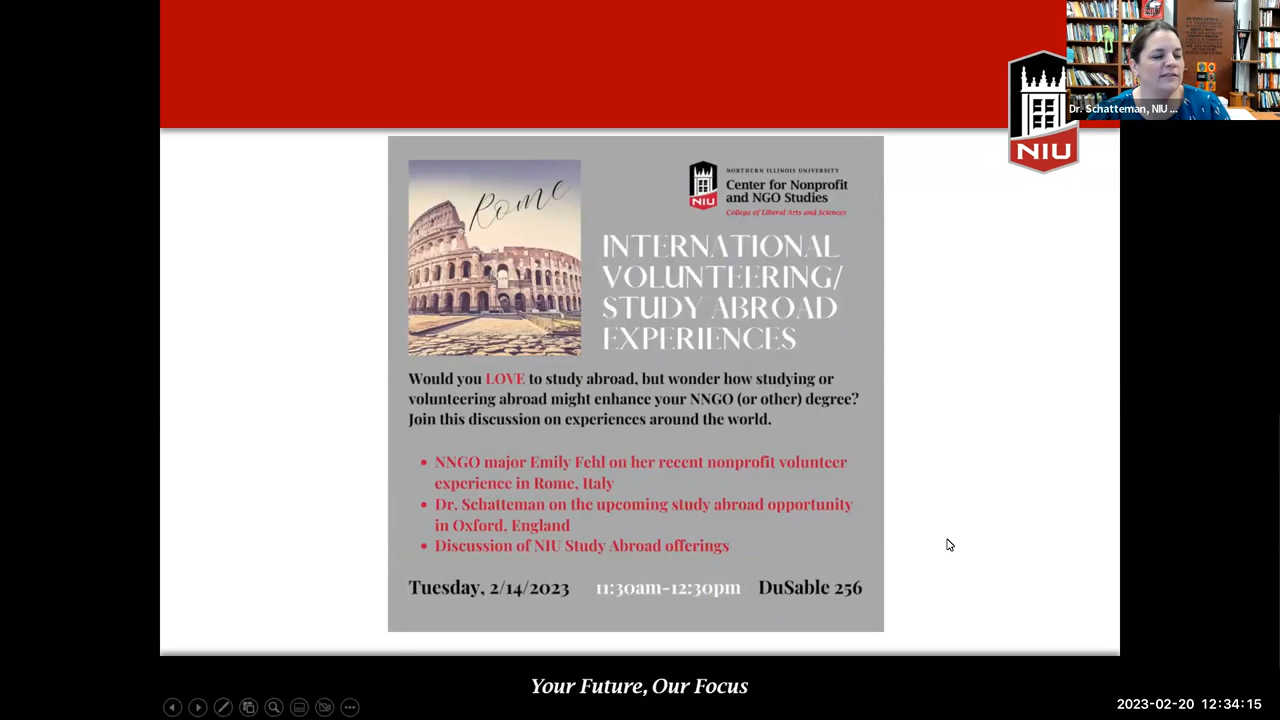 Dr. Schatteman, NIU ...
NIU
Rome
NIU
NORTHERN ILLINOIS UNIVERSITY
Center for Nonprofit
and NGO Studies
College of Liberal Arts and Sciences
INTERNATIONAL
VOLUNTEERING/
STUDY ABROAD
EXPERIENCES
Would you LOVE to study abroad, but wonder how studying or
volunteering abroad might enhance your NNGO (or other) degree?
Join this discussion on experiences around the world.
• NNGO major Emily Fehl on her recent nonprofit volunteer
experience in Rome, Italy
• Dr. Schatteman on the upcoming study abroad opportunity
in Oxford, England
• Discussion of NIU Study Abroad offerings
Tuesday, 2/14/2023 11:30am-12:30pm DuSable 256
Your Future, Our Focus
2023-02-20 12:34:15